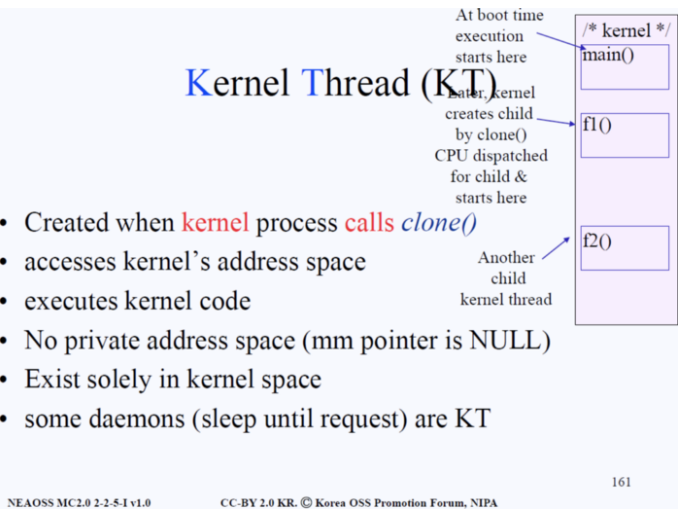 Kernel Thread (KT)
At boot time
execution
starts here
Later, kernel
creates child
by clone()
CPU dispatched
for child &
starts here
Another
child
kernel thread
/* kernel */
main()
f1()
f2()
• Created when kernel process calls clone()
• accesses kernel’s address space
• executes kernel code
• No private address space (mm pointer is NULL)
• Exist solely in kernel space
• some daemons (sleep until request) are KT
161
NEAOSS MC2.0 2-2-5-I v1.0
CC-BY 2.0 KR. © Korea OSS Promotion Forum, NIPA